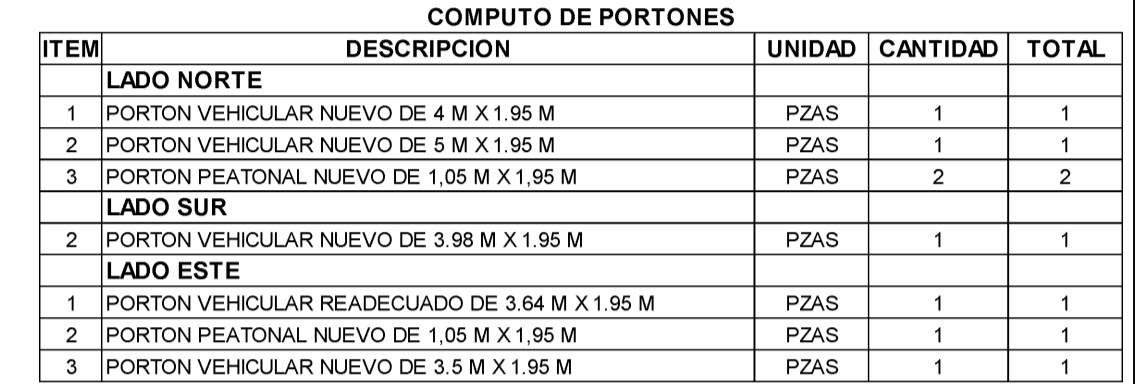 COMPUTO DE PORTONES
ITEM DESCRIPCION UNIDAD CANTIDAD TOTAL
LADO NORTE
1 PORTON VEHICULAR NUEVO DE 4 M X 1.95 M PZAS 1 1
2 PORTON VEHICULAR NUEVO DE 5 M X 1.95 M PZAS 1 1
3 PORTON PEATONAL NUEVO DE 1,05 M X 1,95 M PZAS 2 2
LADO SUR
2 PORTON VEHICULAR NUEVO DE 3.98 M X 1.95 M PZAS 1 1
LADO ESTE
1 PORTON VEHICULAR READECUADO DE 3.64 M X 1.95 M PZAS 1 1
2 PORTON PEATONAL NUEVO DE 1,05 M X 1,95 M PZAS 1 1
3 PORTON VEHICULAR NUEVO DE 3.5 M X 1.95 M PZAS 1 1